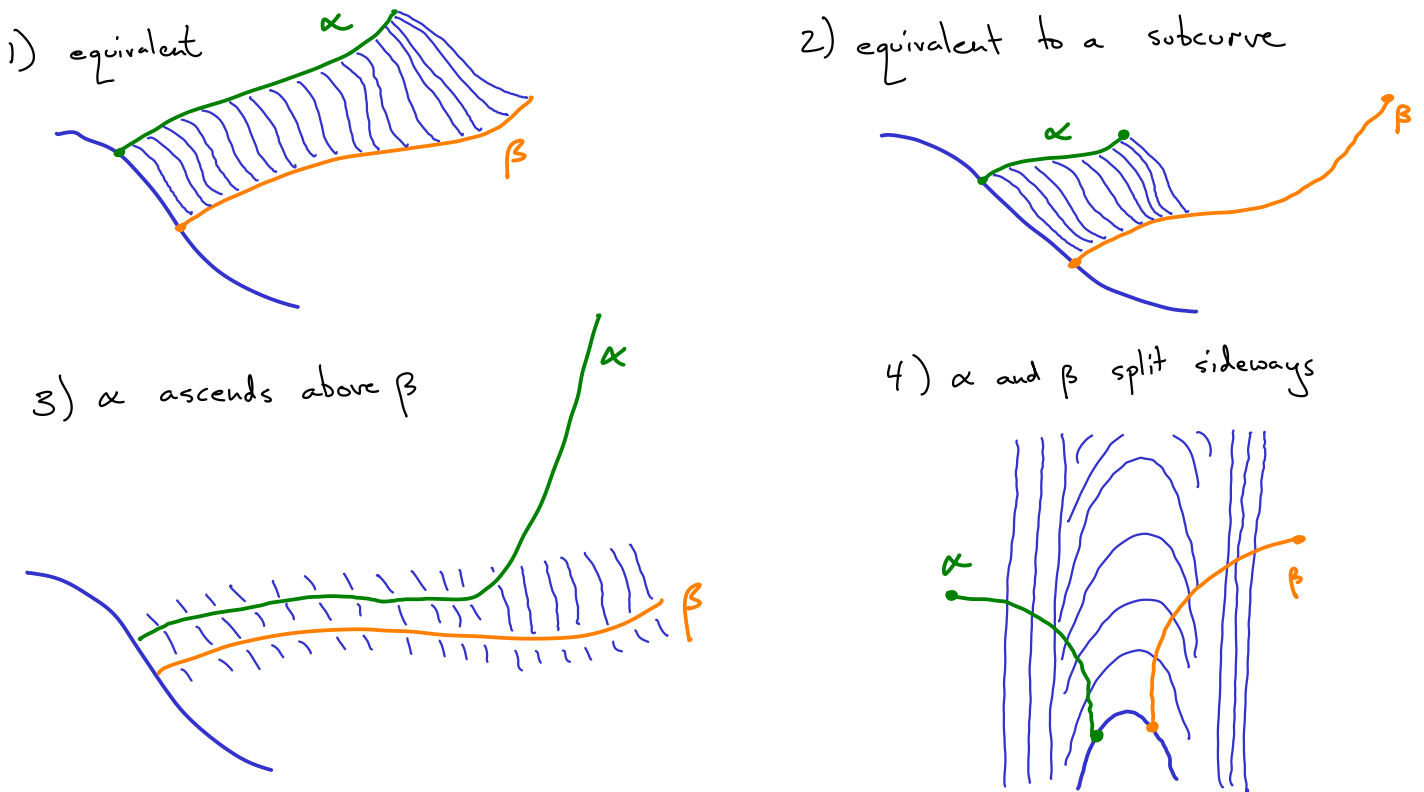 1) equivalent
α
β
2) equivalent to a subcurve
α
β
3) α ascends above β
α
β
4) α and β split sideways
α
β